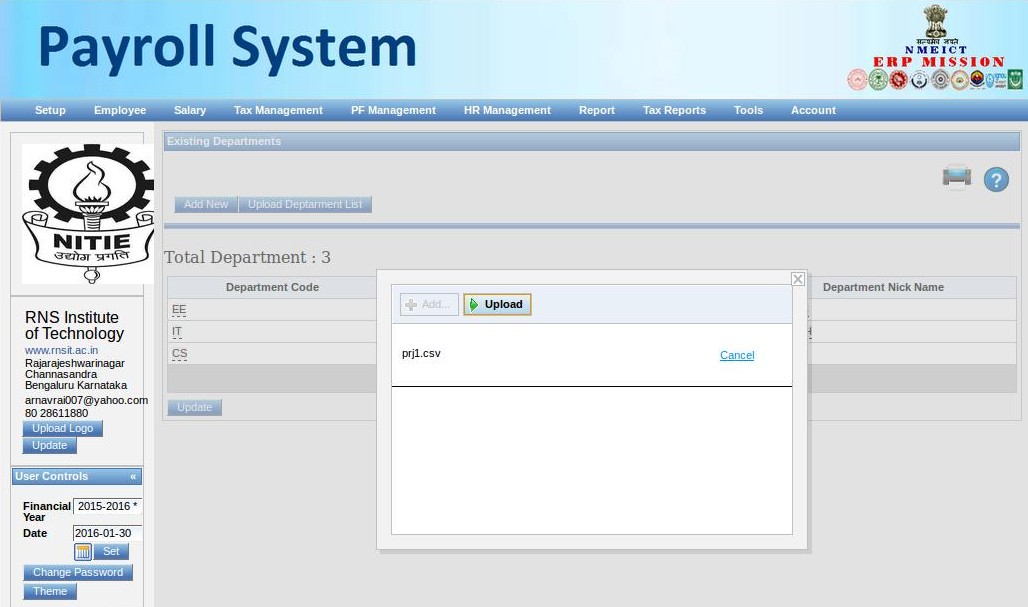 Payroll System
सत्यमेव जयते
NMEICT
ERP MISSION
Setup Employee Salary Tax Management PF Management HR Management Report Tax Reports Tools Account
NITIE
उद्योग प्रगति
RNS Institute
of Technology
www.rnsit.ac.in
Rajarajeshwarinagar
Channasandra
Bengaluru Karnataka
arnavrai007@yahoo.com
80 28611880
Upload Logo
Update
User Controls «
Financial Year 2015-2016 *
Date 2016-01-30
Set
Change Password
Theme
Existing Departments
?
Add New Upload Deptarment List
Total Department : 3
Department Code Department Nick Name
EE
IT
CS
Update
Add... Upload
prj1.csv Cancel